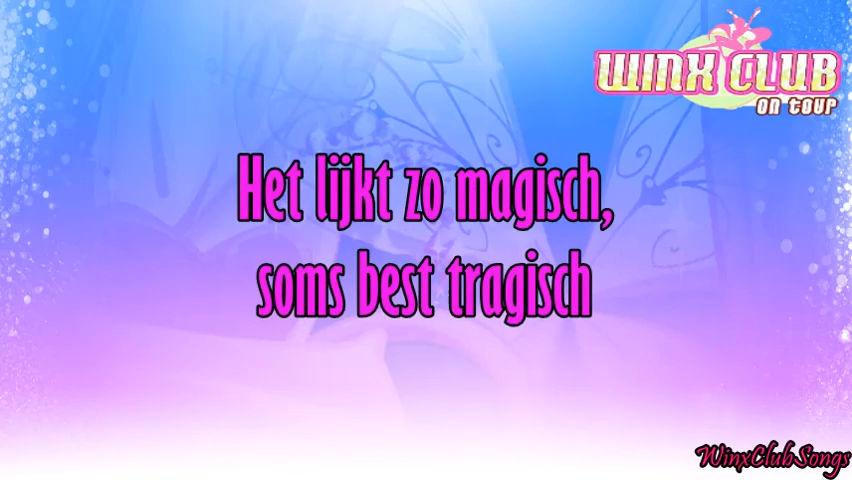 WINX CLUB
on tour
Het lijkt zo magisch,
soms best tragisch
WinxClubSongs